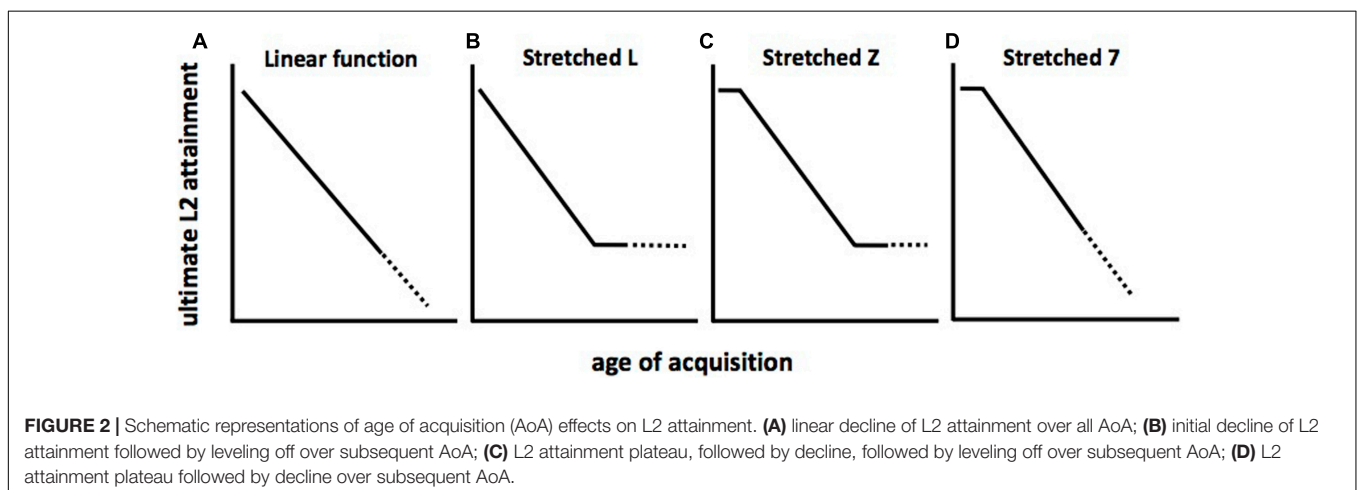 A
Linear function
B
Stretched L
C
Stretched Z
D
Stretched 7
ultimate L2 attainment
age of acquisition
FIGURE 2 | Schematic representations of age of acquisition (AoA) effects on L2 attainment. (A) linear decline of L2 attainment over all AoA; (B) initial decline of L2
attainment followed by leveling off over subsequent AoA; (C) L2 attainment plateau, followed by decline, followed by leveling off over subsequent AoA; (D) L2
attainment plateau followed by decline over subsequent AoA.